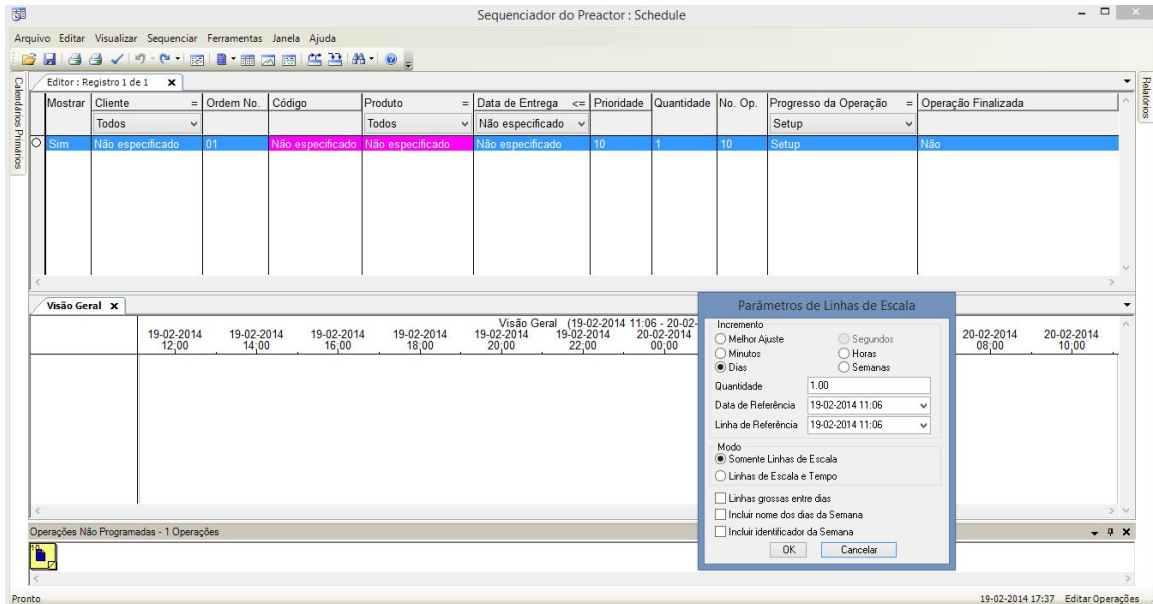 Sequenciador do Preactor : Schedule
Arquivo Editar Visualizar Sequenciar Ferramentas Janela Ajuda
Calendários Primários
Relatórios
Editor : Registro 1 de 1
Mostrar Cliente = Ordem No. Código Produto = Data de Entrega <= Prioridade Quantidade No. Op. Progresso da Operação = Operação Finalizada
Todos Todos Não especificado Setup
Sim Não especificado 01 Não especificado Não especificado Não especificado 10 1 10 Setup Não
Visão Geral
Visão Geral (19-02-2014 11:06 - 20-02-
19-02-2014 19-02-2014 19-02-2014 19-02-2014 19-02-2014 19-02-2014 20-02-2014 20-02-2014 20-02-2014
12:00 14:00 16:00 18:00 20:00 22:00 00:00 08:00 10:00
Parâmetros de Linhas de Escala
Incremento
Melhor Ajuste Segundos
Minutos Horas
Dias Semanas
Quantidade 1.00
Data de Referência 19-02-2014 11:06
Linha de Referência 19-02-2014 11:06
Modo
Somente Linhas de Escala
Linhas de Escala e Tempo
Linhas grossas entre dias
Incluir nome dos dias da Semana
Incluir identificador da Semana
OK Cancelar
Operações Não Programadas - 1 Operações
10
Pronto
19-02-2014 17:37 Editar Operações